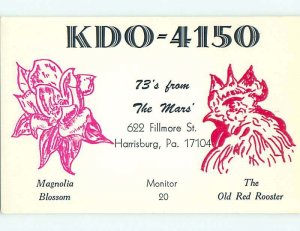 KDO-4150
73's from
The Mars'
622 Fillmore St.
Harrisburg, Pa. 17104
Magnolia
Blossom
Monitor
20
The
Old Red Rooster